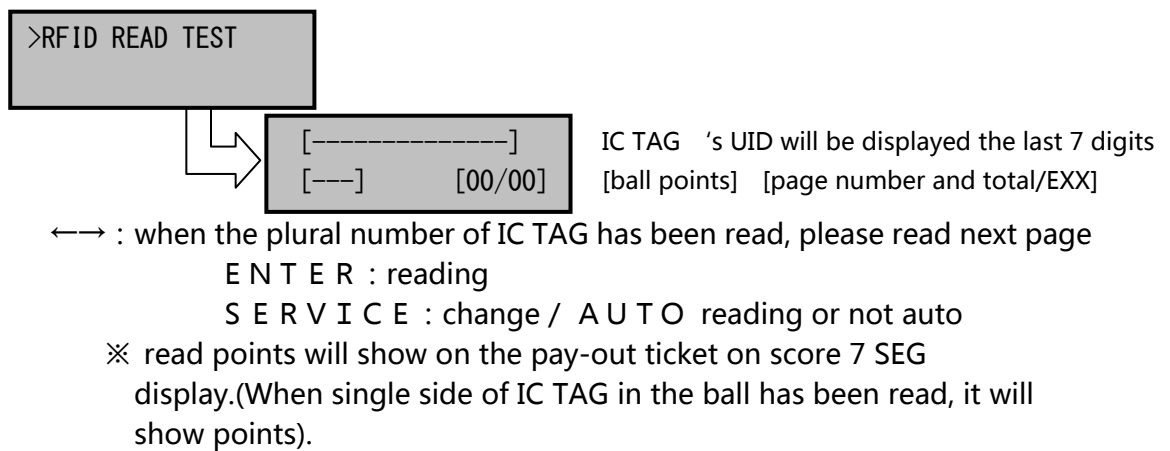 >RFID READ TEST
[--------------]　IC TAG　‘s UID will be displayed the last 7 digits
[---]　[00/00]　[ball points]　[page number and total/EXX]
←→：when the plural number of IC TAG has been read, please read next page
ＥＮＴＥＲ：reading
ＳＥＲＶＩＣＥ：change / ＡＵＴＯ reading or not auto
※ read points will show on the pay-out ticket on score 7 SEG
display.(When single side of IC TAG in the ball has been read, it will
show points).